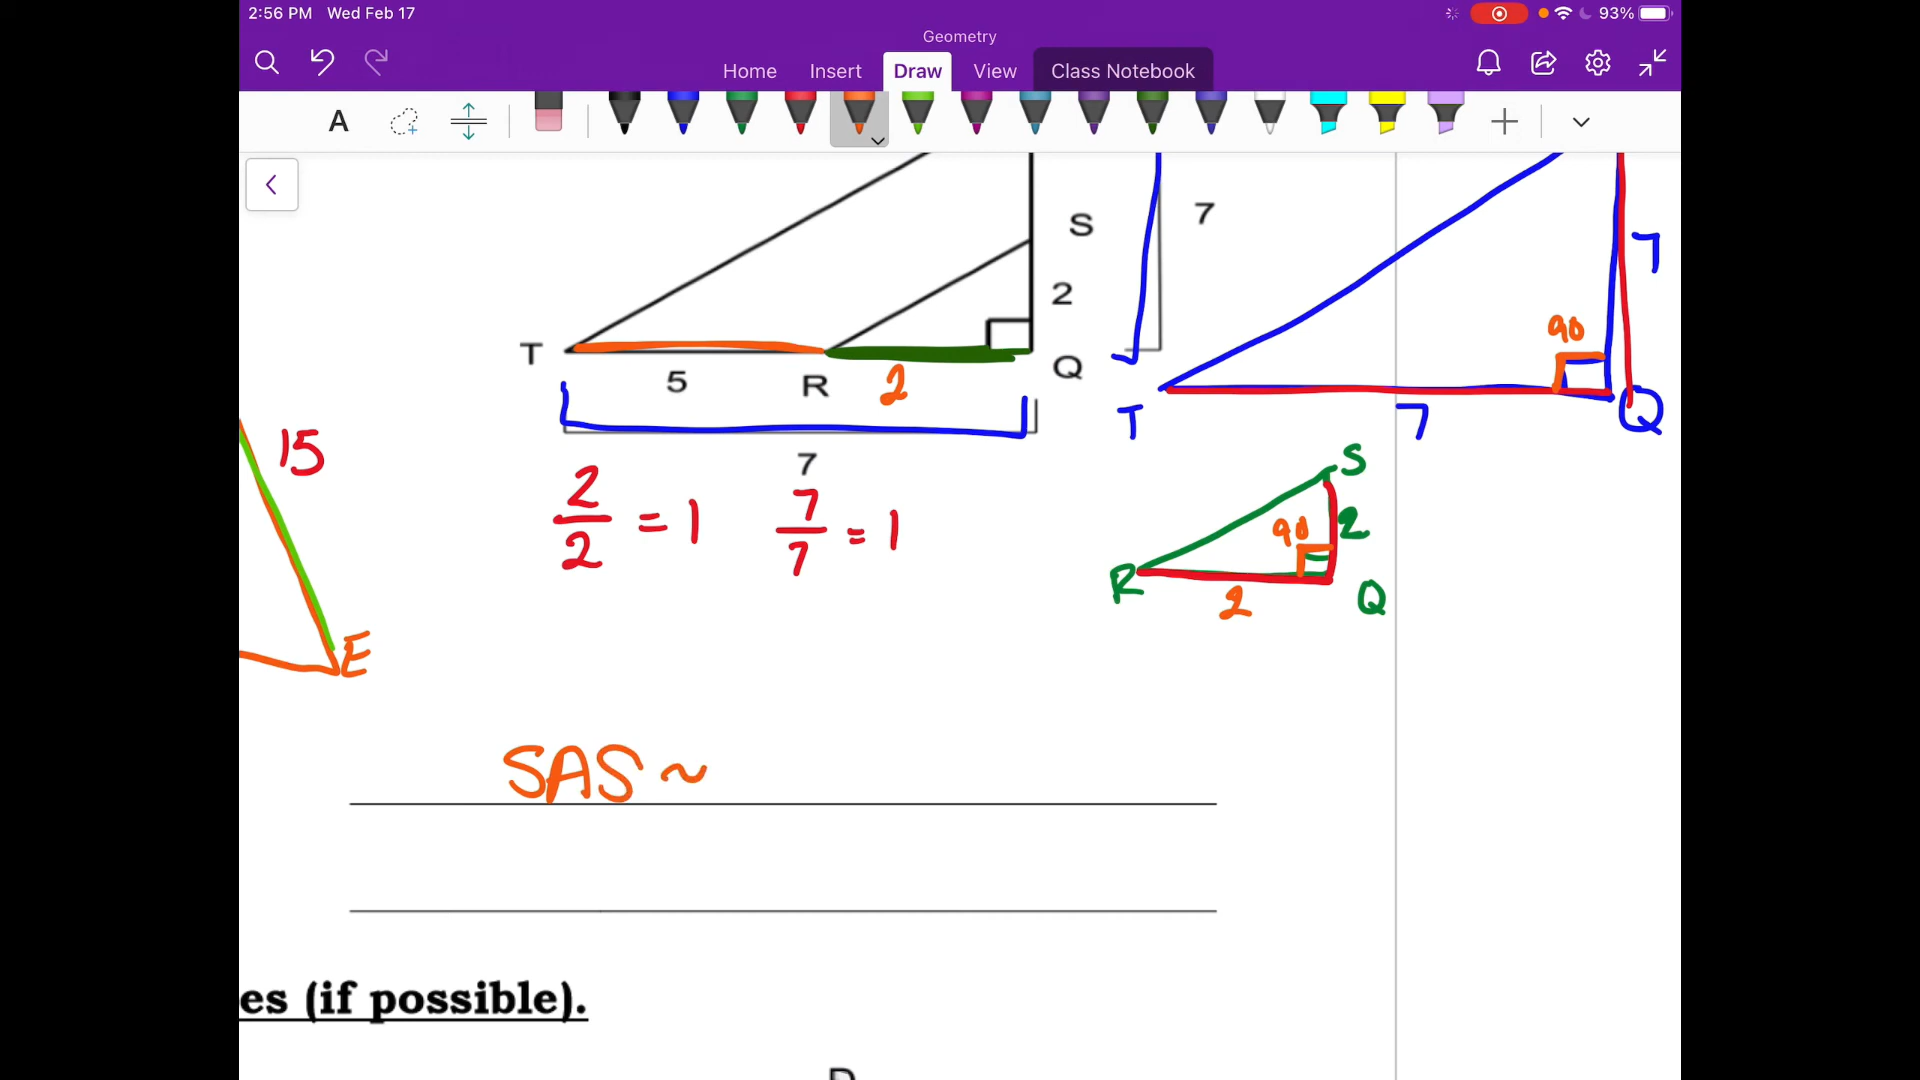 2:56 PM Wed Feb 17
93%
Geometry
Home Insert Draw View Class Notebook
A
S
7
7
2
90
T
5
R
2
Q
T
7
Q
15
7
2/2 = 1
7/7 = 1
S
90
2
R
2
Q
E
SAS ~
es (if possible).